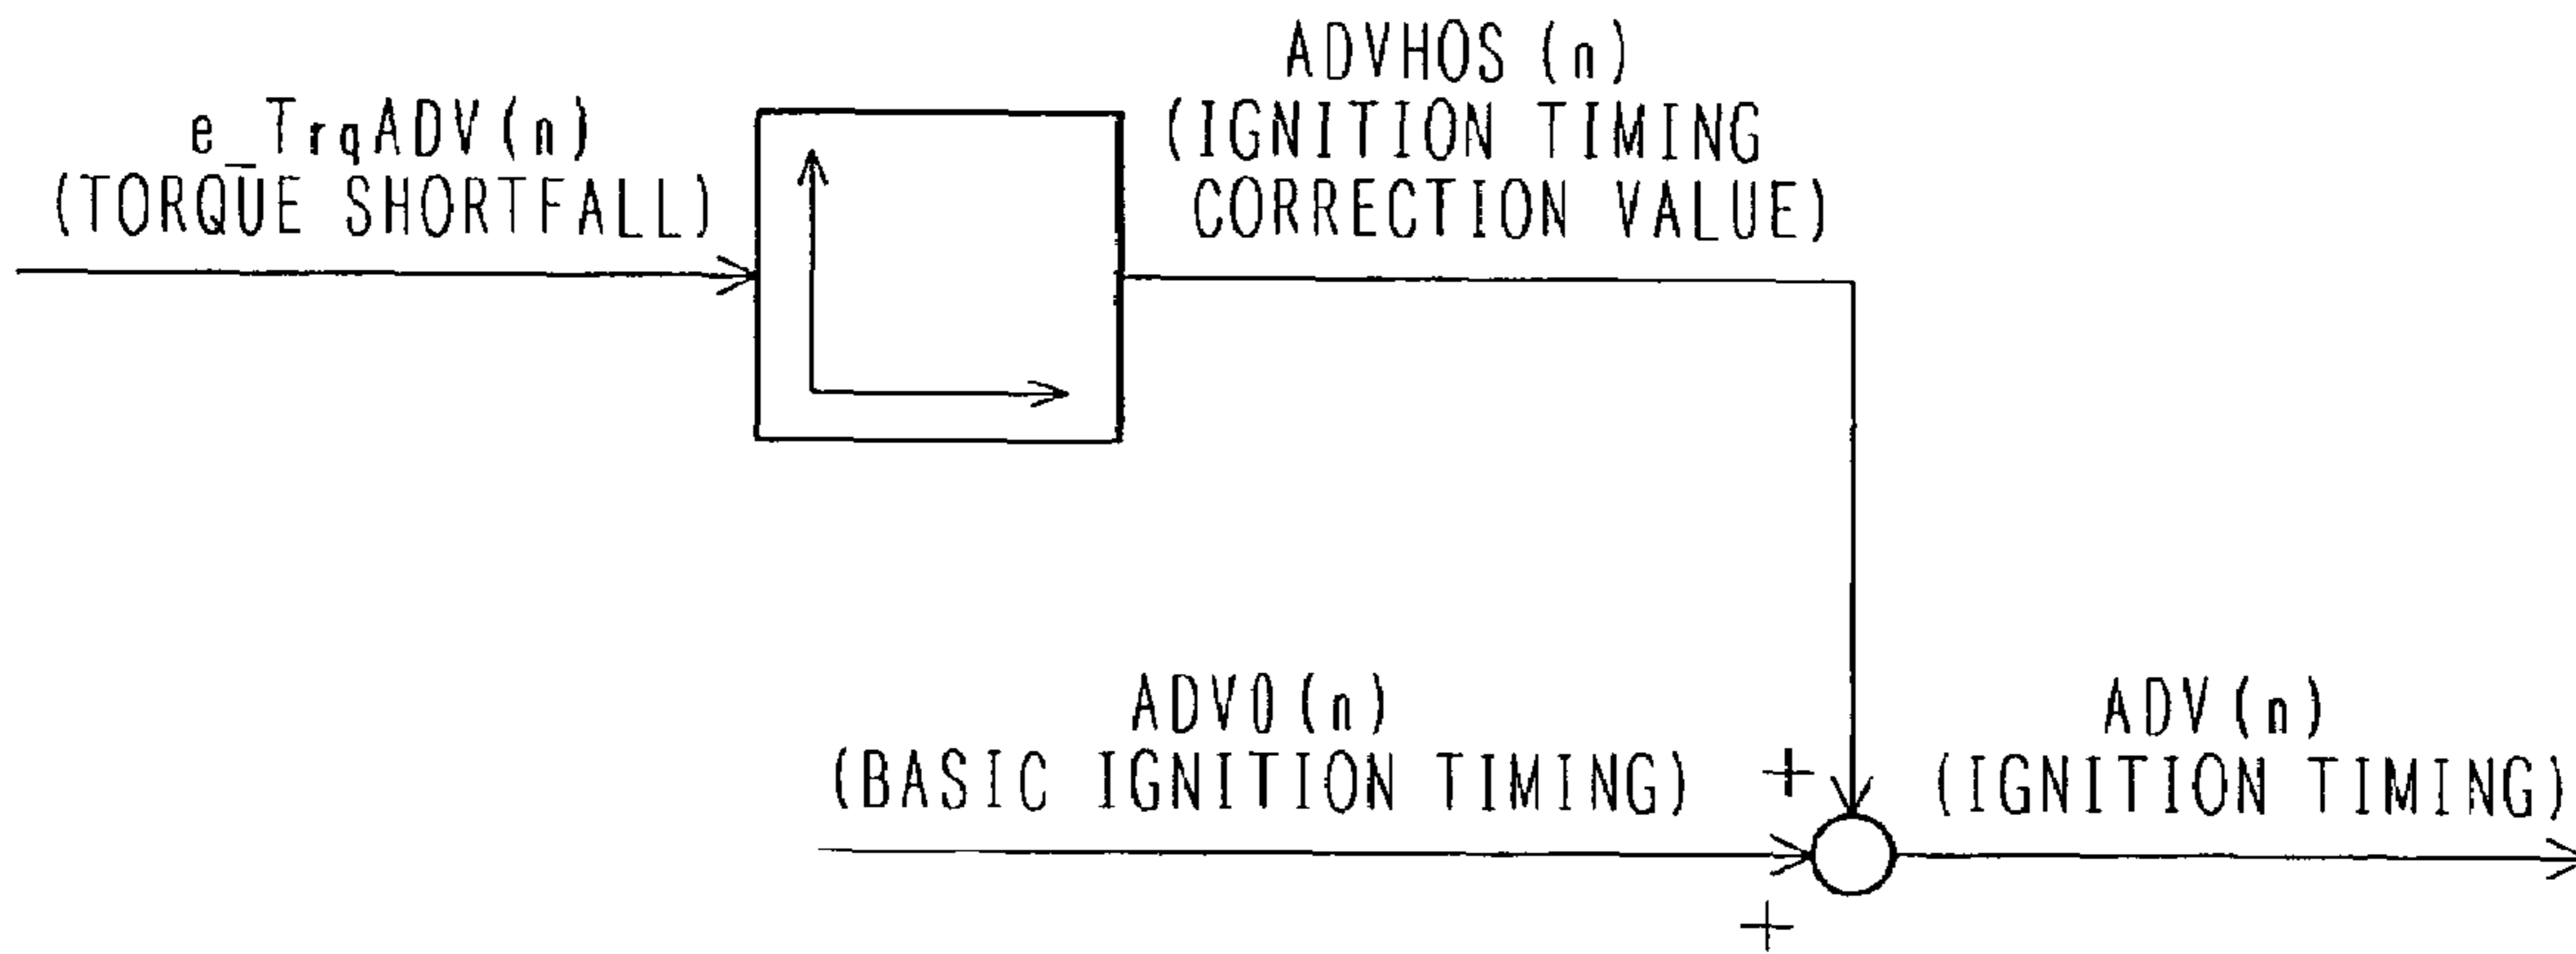 e_TrqADV(n)
(TORQUE SHORTFALL)
ADVHOS(n)
(IGNITION TIMING
CORRECTION VALUE)
ADV0(n)
(BASIC IGNITION TIMING)
+
+
ADV(n)
(IGNITION TIMING)